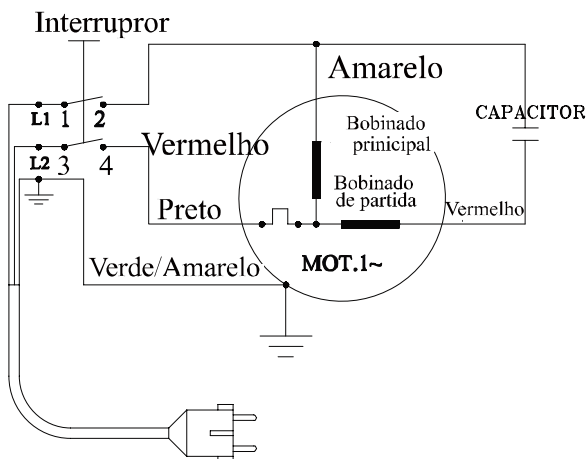 Interrupror
Amarelo
CAPACITOR
L1 1 2
Vermelho
L2 3 4
Bobinado
prinicipal
Bobinado
de partida
Preto
Vermelho
MOT.1~
Verde/Amarelo